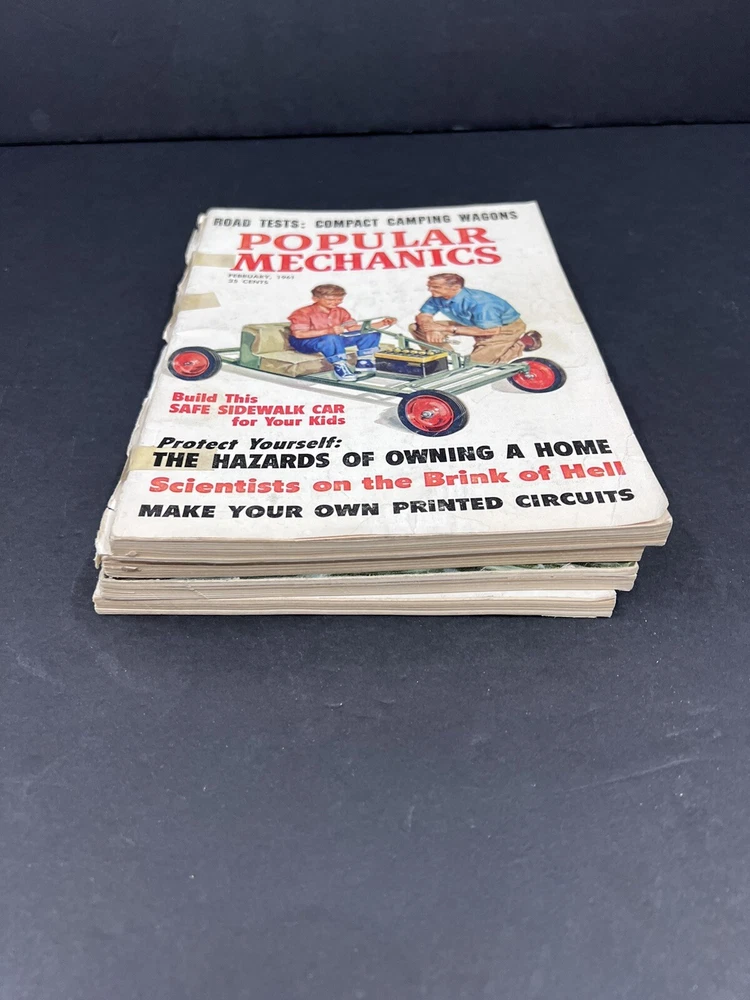 ROAD TESTS: COMPACT CAMPING WAGONS
POPULAR
MECHANICS
FEBRUARY, 1961
35 CENTS
Build This
SAFE SIDEWALK CAR
for Your Kids
Protect Yourself:
THE HAZARDS OF OWNING A HOME
Scientists on the Brink of Hell
MAKE YOUR OWN PRINTED CIRCUITS